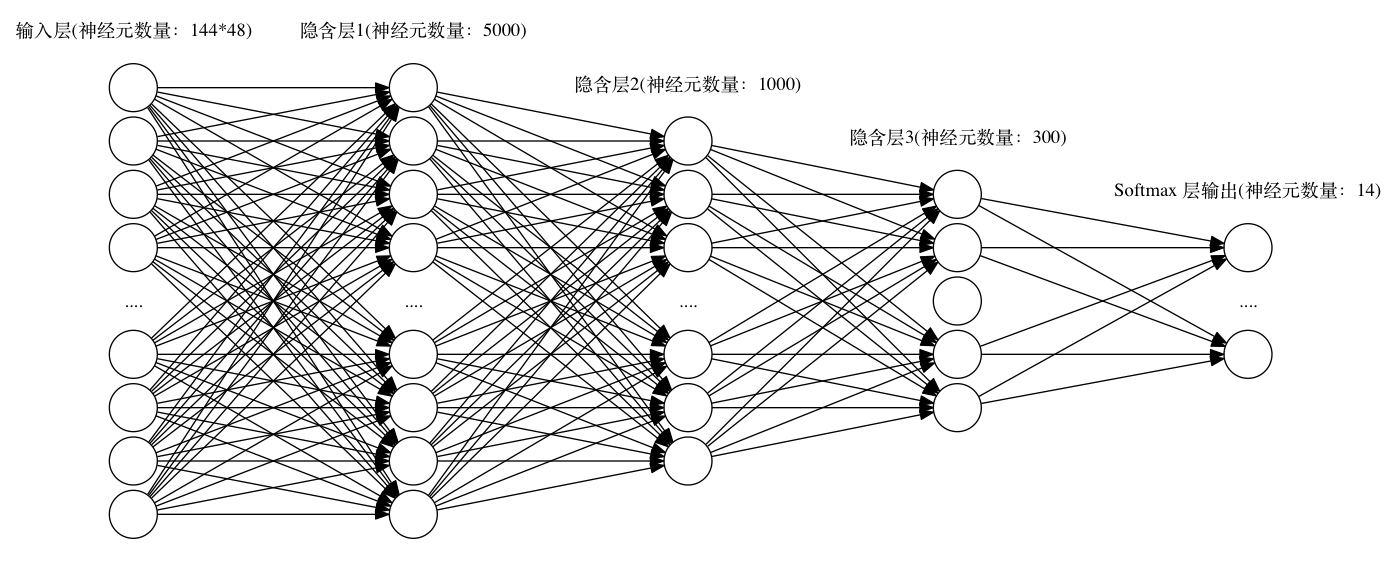 输入层(神经元数量：144*48)
隐含层1(神经元数量：5000)
隐含层2(神经元数量：1000)
隐含层3(神经元数量：300)
Softmax 层输出(神经元数量：14)
....
....
....
....